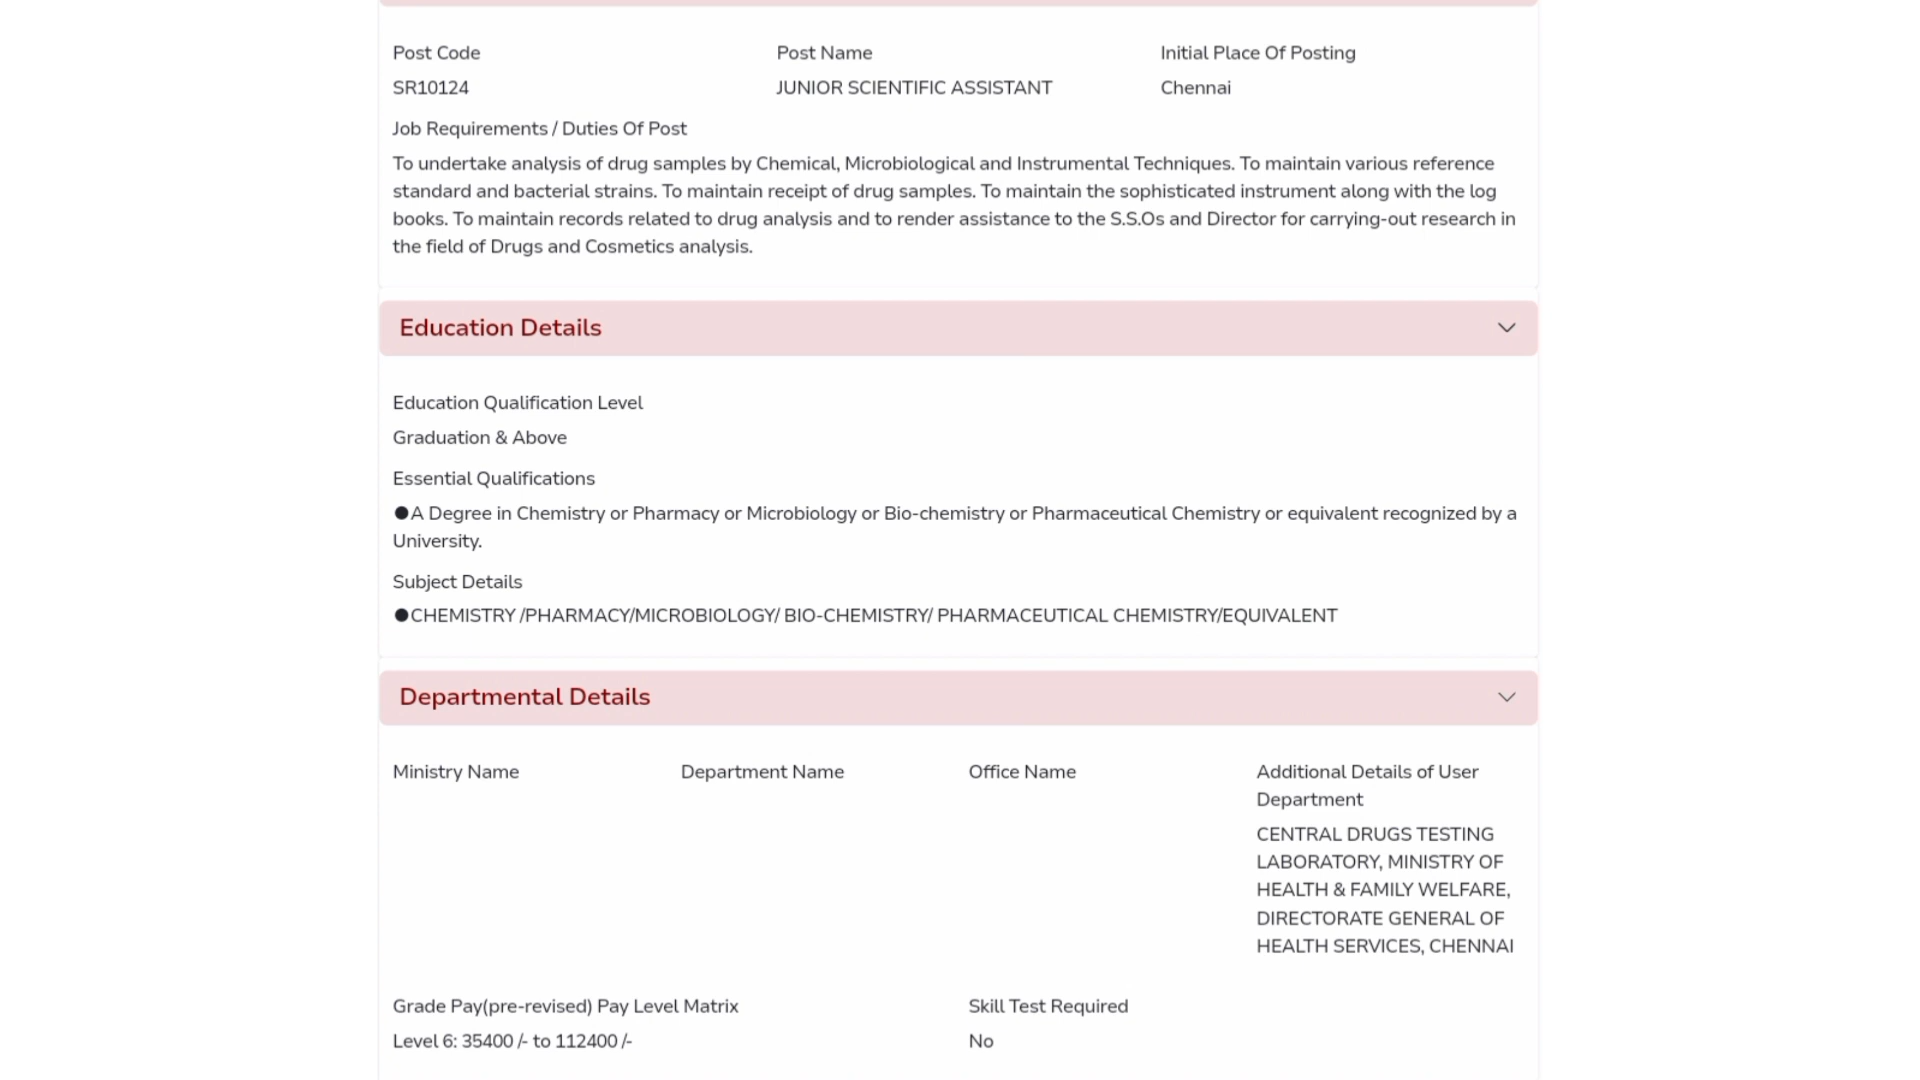 Post Code
Post Name
Initial Place Of Posting
SR10124
JUNIOR SCIENTIFIC ASSISTANT
Chennai
Job Requirements / Duties Of Post
To undertake analysis of drug samples by Chemical, Microbiological and Instrumental Techniques. To maintain various reference
standard and bacterial strains. To maintain receipt of drug samples. To maintain the sophisticated instrument along with the log
books. To maintain records related to drug analysis and to render assistance to the S.S.Os and Director for carrying-out research in
the field of Drugs and Cosmetics analysis.
Education Details
Education Qualification Level
Graduation & Above
Essential Qualifications
●A Degree in Chemistry or Pharmacy or Microbiology or Bio-chemistry or Pharmaceutical Chemistry or equivalent recognized by a
University.
Subject Details
●CHEMISTRY /PHARMACY/MICROBIOLOGY/ BIO-CHEMISTRY/ PHARMACEUTICAL CHEMISTRY/EQUIVALENT
Departmental Details
Ministry Name
Department Name
Office Name
Additional Details of User
Department
CENTRAL DRUGS TESTING
LABORATORY, MINISTRY OF
HEALTH & FAMILY WELFARE,
DIRECTORATE GENERAL OF
HEALTH SERVICES, CHENNAI
Grade Pay(pre-revised) Pay Level Matrix
Skill Test Required
Level 6: 35400 /- to 112400 /-
No